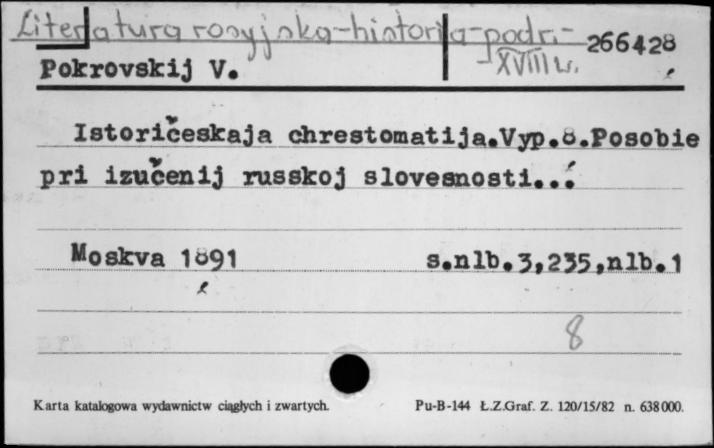 Literatura rosyjska-historia-podr.-
-XVIII w.
266428
Pokrovskij V.
Istoričeskaja chrestomatija.Vyp.8.Posobie
pri izučenij russkoj slovesnosti...
Moskva 1891 s.nlb.3,235,nlb.1
8
Karta katalogowa wydawnictw ciągłych i zwartych. Pu-B-144 Ł.Z.Graf. Z. 120/15/82 n. 638000.